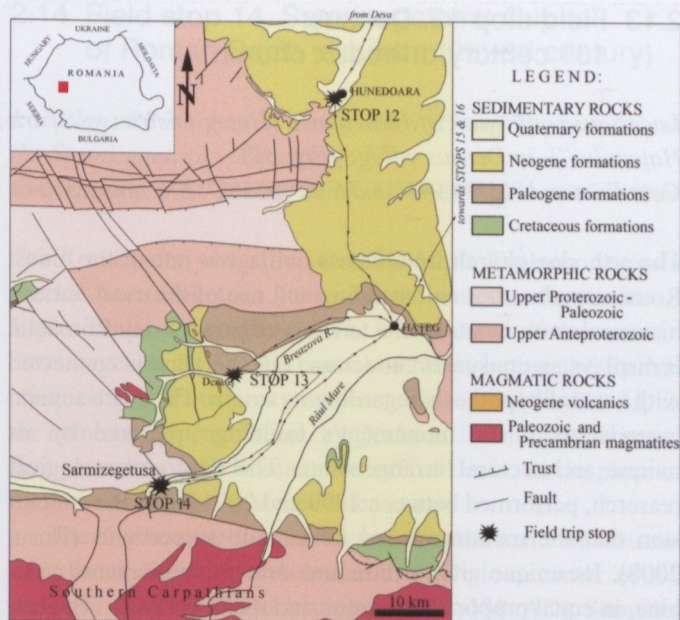 from Deva
UKRAINE
HUNGARY
MOLDAVIA
ROMANIA
SERBIA
BULGARIA
N
HUNEDOARA
STOP 12
towards STOPS 15 & 16
HAŢEG
Breazova R.
STOP 13
Râul Mare
Sarmizegetusa
STOP 14
Southern Carpathians
10 km
LEGEND:
SEDIMENTARY ROCKS
Quaternary formations
Neogene formations
Paleogene formations
Cretaceous formations
METAMORPHIC ROCKS
Upper Proterozoic-
Paleozoic
Upper Anteproterozoic
MAGMATIC ROCKS
Neogene volcanics
Paleozoic and
Precambrian magmatites
Trust
Fault
Field trip stop